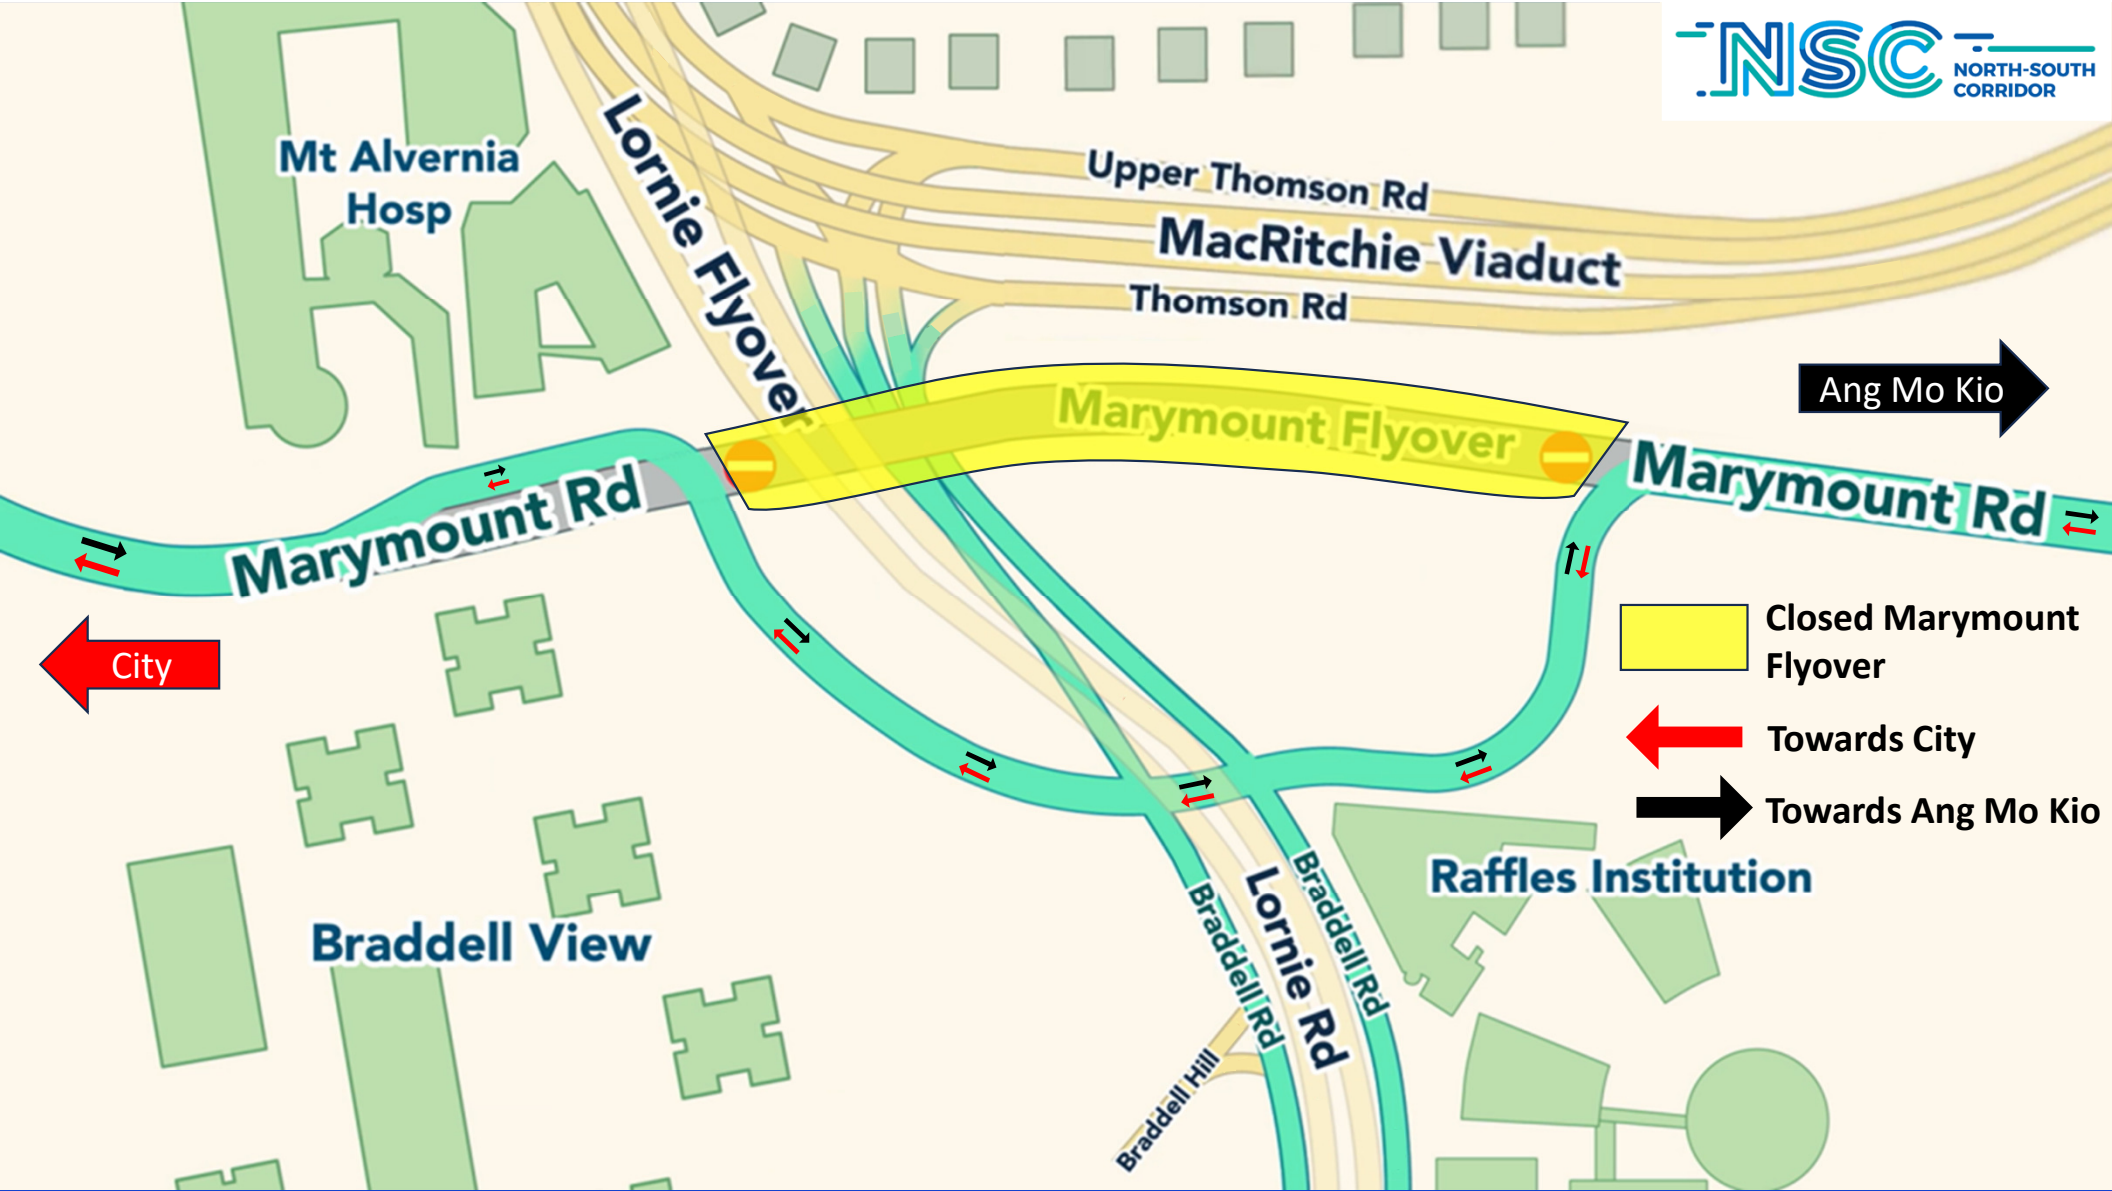 NSC
NORTH-SOUTH
CORRIDOR
Mt Alvernia
Hosp
Lornie Flyover
Upper Thomson Rd
MacRitchie Viaduct
Thomson Rd
Ang Mo Kio
Marymount Flyover
Marymount Rd
Marymount Rd
City
Closed Marymount
Flyover
Towards City
Towards Ang Mo Kio
Raffles Institution
Braddell View
Braddell Rd
Lornie Rd
Braddell Rd
Braddell Hill